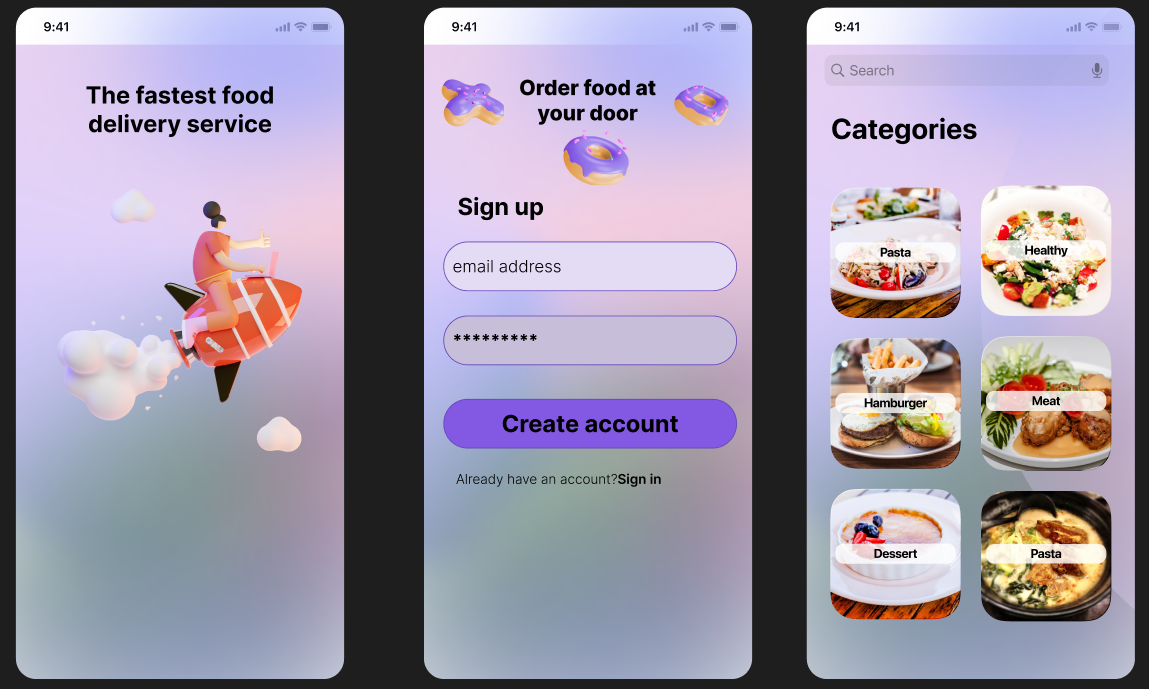 9:41
The fastest food
delivery service
9:41
Order food at
your door
Sign up
email address
*********
Create account
Already have an account?Sign in
9:41
Search
Categories
Pasta
Healthy
Hamburger
Meat
Dessert
Pasta